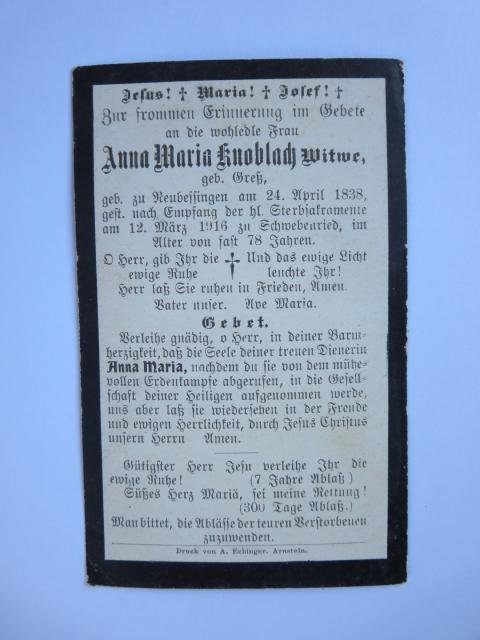 Jesus! † Maria! † Josef! †
Zur frommen Erinnerung im Gebete
an die wohledle Frau
Anna Maria Knoblach Witwe,
geb. Greß,
geb. zu Neubessingen am 24. April 1838,
gest. nach Empfang der hl. Sterbsakramente
am 12. März 1916 zu Schwebenried, im
Alter von fast 78 Jahren.
O Herr, gib Ihr die † Und das ewige Licht
ewige Ruhe leuchte Ihr!
Herr laß Sie ruhen in Frieden, Amen.
Vater unser. Ave Maria.
Gebet.
Verleihe gnädig, o Herr, in deiner Barm-
herzigkeit, daß die Seele deiner treuen Dienerin
Anna Maria, nachdem du sie von dem mühe-
vollen Erdenkampfe abgerufen, in die Gesell-
schaft deiner Heiligen aufgenommen werde,
uns aber laß sie wiedersehen in der Freude
und ewigen Herrlichkeit, durch Jesus Christus
unsern Herrn Amen.
Gütigster Herr Jesu verleihe Ihr die
ewige Ruhe! (7 Jahre Ablaß)
Süßes Herz Mariä, sei meine Rettung!
(300 Tage Ablaß.)
Man bittet, die Ablässe der teuren Verstorbenen
zuzuwenden.
Druck von A. Echinger, Arnstein.